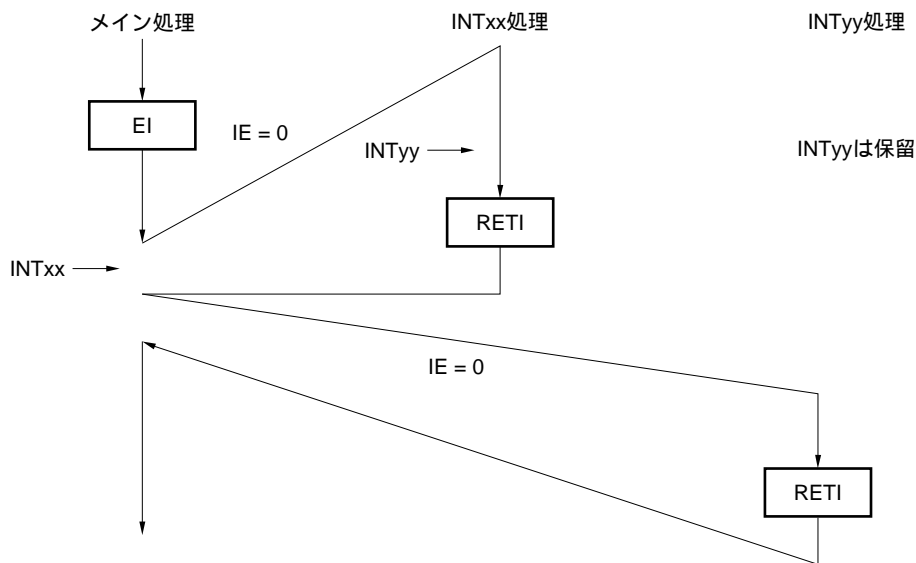 メイン処理
INTxx処理
INTyy処理
EI
IE = 0
INTyy
INTyyは保留
RETI
INTxx
IE = 0
RETI